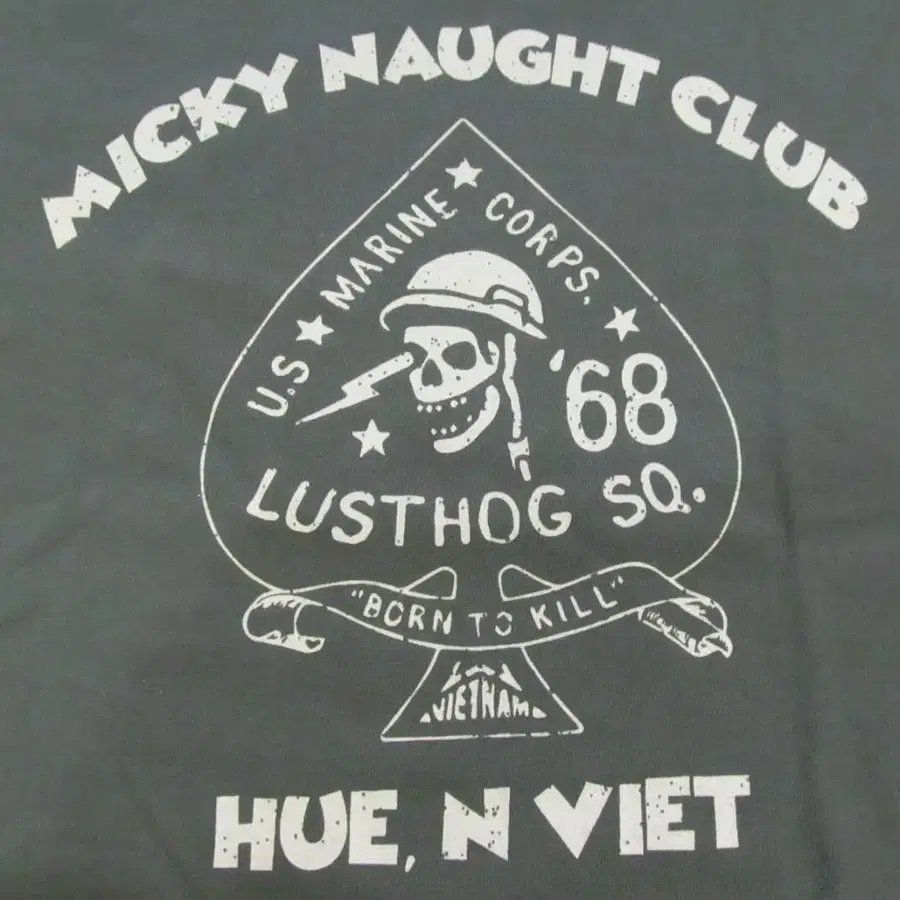 MICKY NAUGHT CLUB
U.S MARINE CORPS.
'68
LUSTHOG SQ.
"BORN TO KILL"
VIETNAM
HUE, N VIET